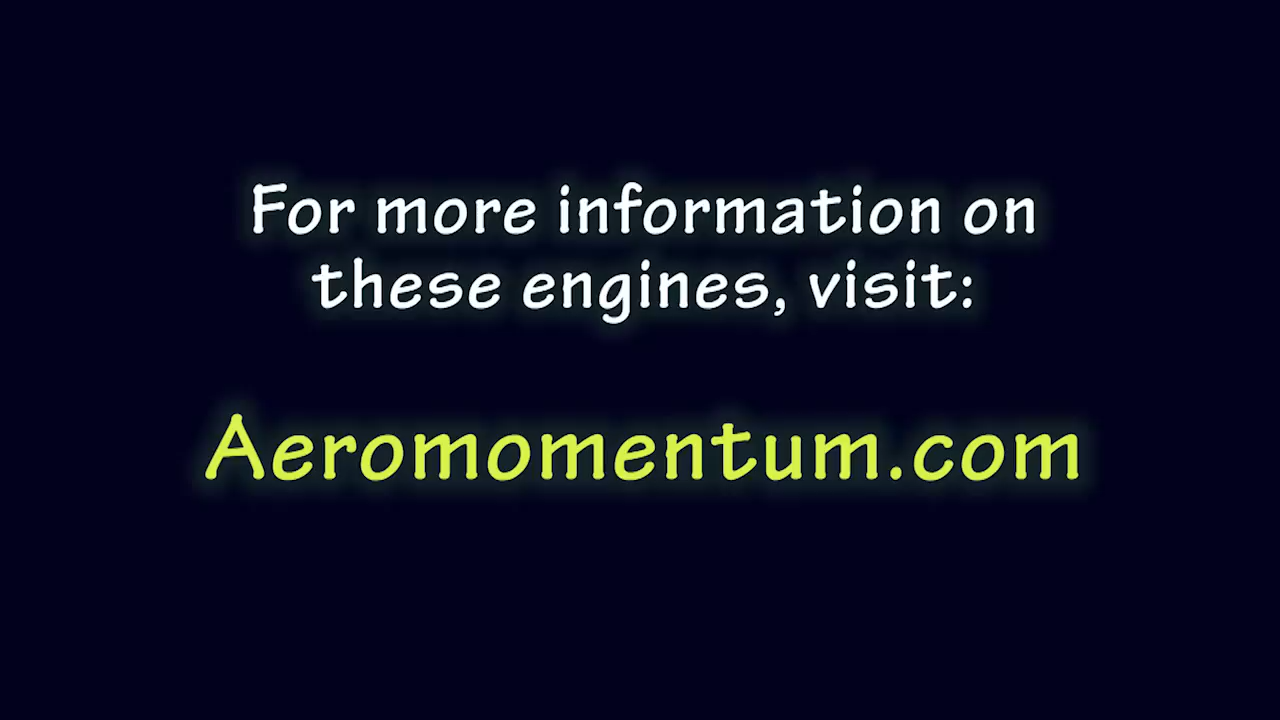 For more information on
these engines, visit:
Aeromomentum.com